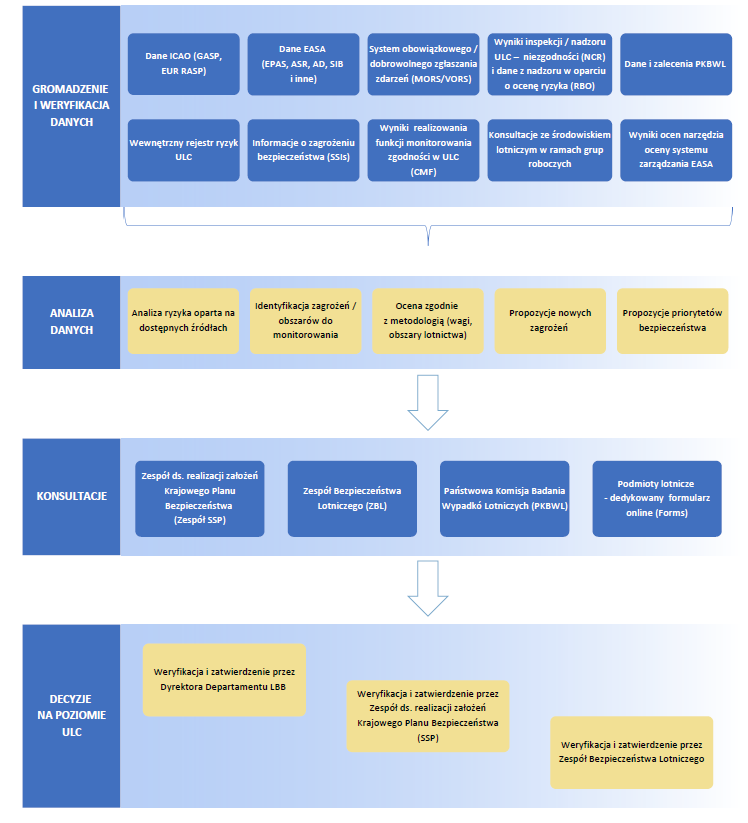 GROMADZENIE
I WERYFIKACJA
DANYCH
Dane ICAO (GASP,
EUR RASP)
Dane EASA
(EPAS, ASR, AD, SIB
i inne)
System obowiązkowego /
dobrowolnego zgłaszania
zdarzeń (MORS/VORS)
Wyniki inspekcji / nadzoru
ULC – niezgodności (NCR)
i dane z nadzoru w oparciu
o ocenę ryzyka (RBO)
Dane i zalecenia PKBWL
Wewnętrzny rejestr ryzyk
ULC
Informacje o zagrożeniu
bezpieczeństwa (SSIs)
Wyniki realizowania
funkcji monitorowania
zgodności w ULC
(CMF)
Konsultacje ze środowiskiem
lotniczym w ramach grup
roboczych
Wyniki ocen narzędzia
oceny systemu
zarządzania EASA
ANALIZA
DANYCH
Analiza ryzyka oparta na
dostępnych źródłach
Identyfikacja zagrożeń /
obszarów do
monitorowania
Ocena zgodnie
z metodologią (wagi,
obszary lotnictwa)
Propozycje nowych
zagrożeń
Propozycje priorytetów
bezpieczeństwa
KONSULTACJE
Zespół ds. realizacji założeń
Krajowego Planu
Bezpieczeństwa
(Zespół SSP)
Zespół Bezpieczeństwa
Lotniczego (ZBL)
Państwowa Komisja Badania
Wypadkó Lotniczych (PKBWL)
Podmioty lotnicze
- dedykowany formularz
online (Forms)
DECYZJE
NA POZIOMIE
ULC
Weryfikacja i zatwierdzenie przez
Dyrektora Departamentu LBB
Weryfikacja i zatwierdzenie przez
Zespół ds. realizacji założeń
Krajowego Planu Bezpieczeństwa
(SSP)
Weryfikacja i zatwierdzenie przez
Zespół Bezpieczeństwa Lotniczego